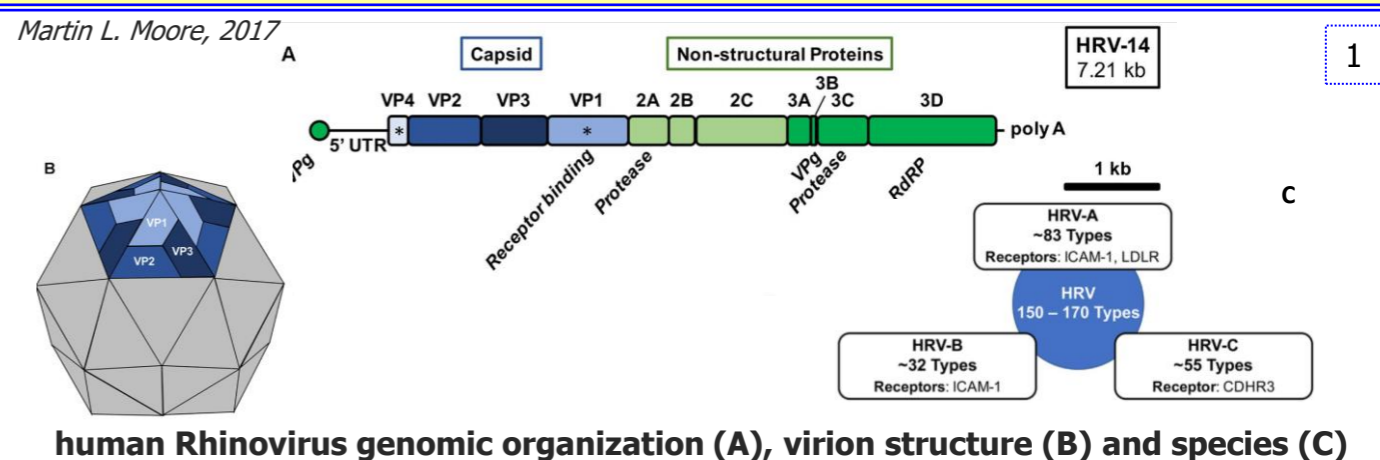 Martin L. Moore, 2017
1
A
Capsid
Non-structural Proteins
HRV-14
7.21 kb
3B
VP4 VP2 VP3 VP1 2A 2B 2C 3A 3C 3D
* *
5' UTR
poly A
Pg
Receptor binding
Protease
VPg
Protease
RdRP
1 kb
B
VP1
VP3
VP2
C
HRV-A
~83 Types
Receptors: ICAM-1, LDLR
HRV
150 – 170 Types
HRV-B
~32 Types
Receptors: ICAM-1
HRV-C
~55 Types
Receptor: CDHR3
human Rhinovirus genomic organization (A), virion structure (B) and species (C)